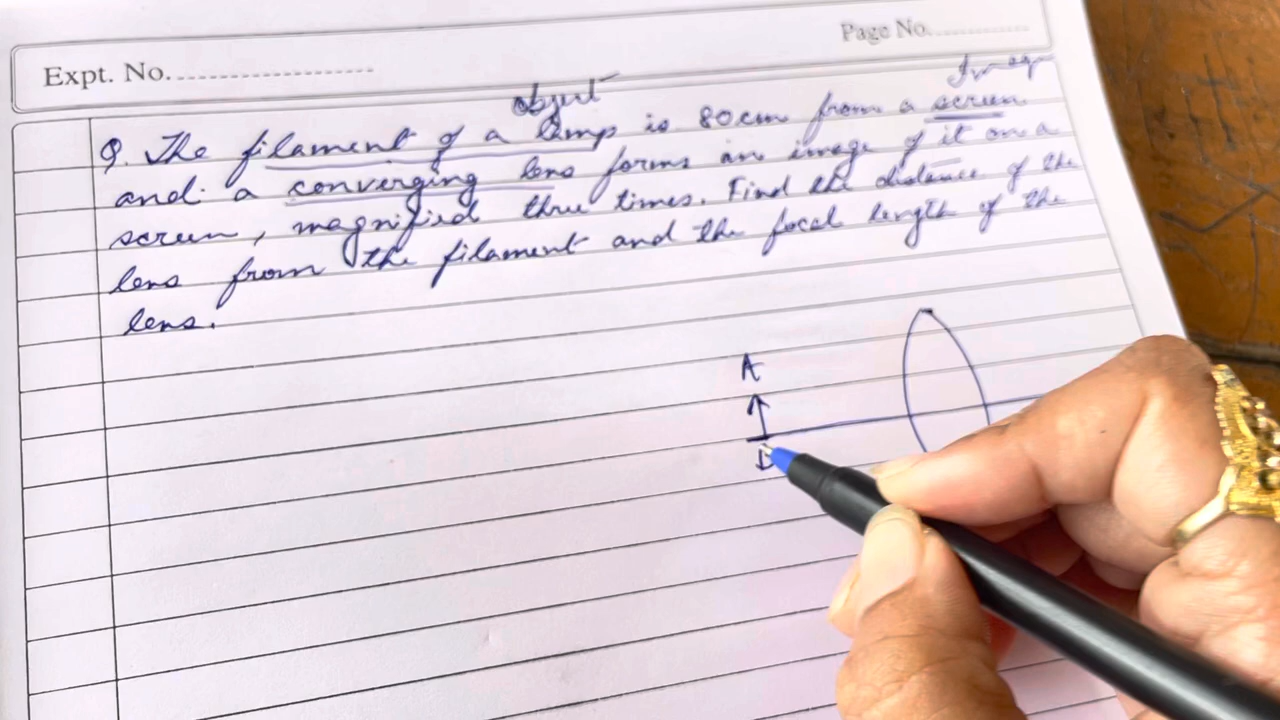 Page No.............
Expt. No.....................
object Image
Q. The filament of a lamp is 80cm from a screen
and a converging lens forms an image of it on a
screen, magnified three times. Find the distance of the
lens from the filament and the focal length of the
lens.
A